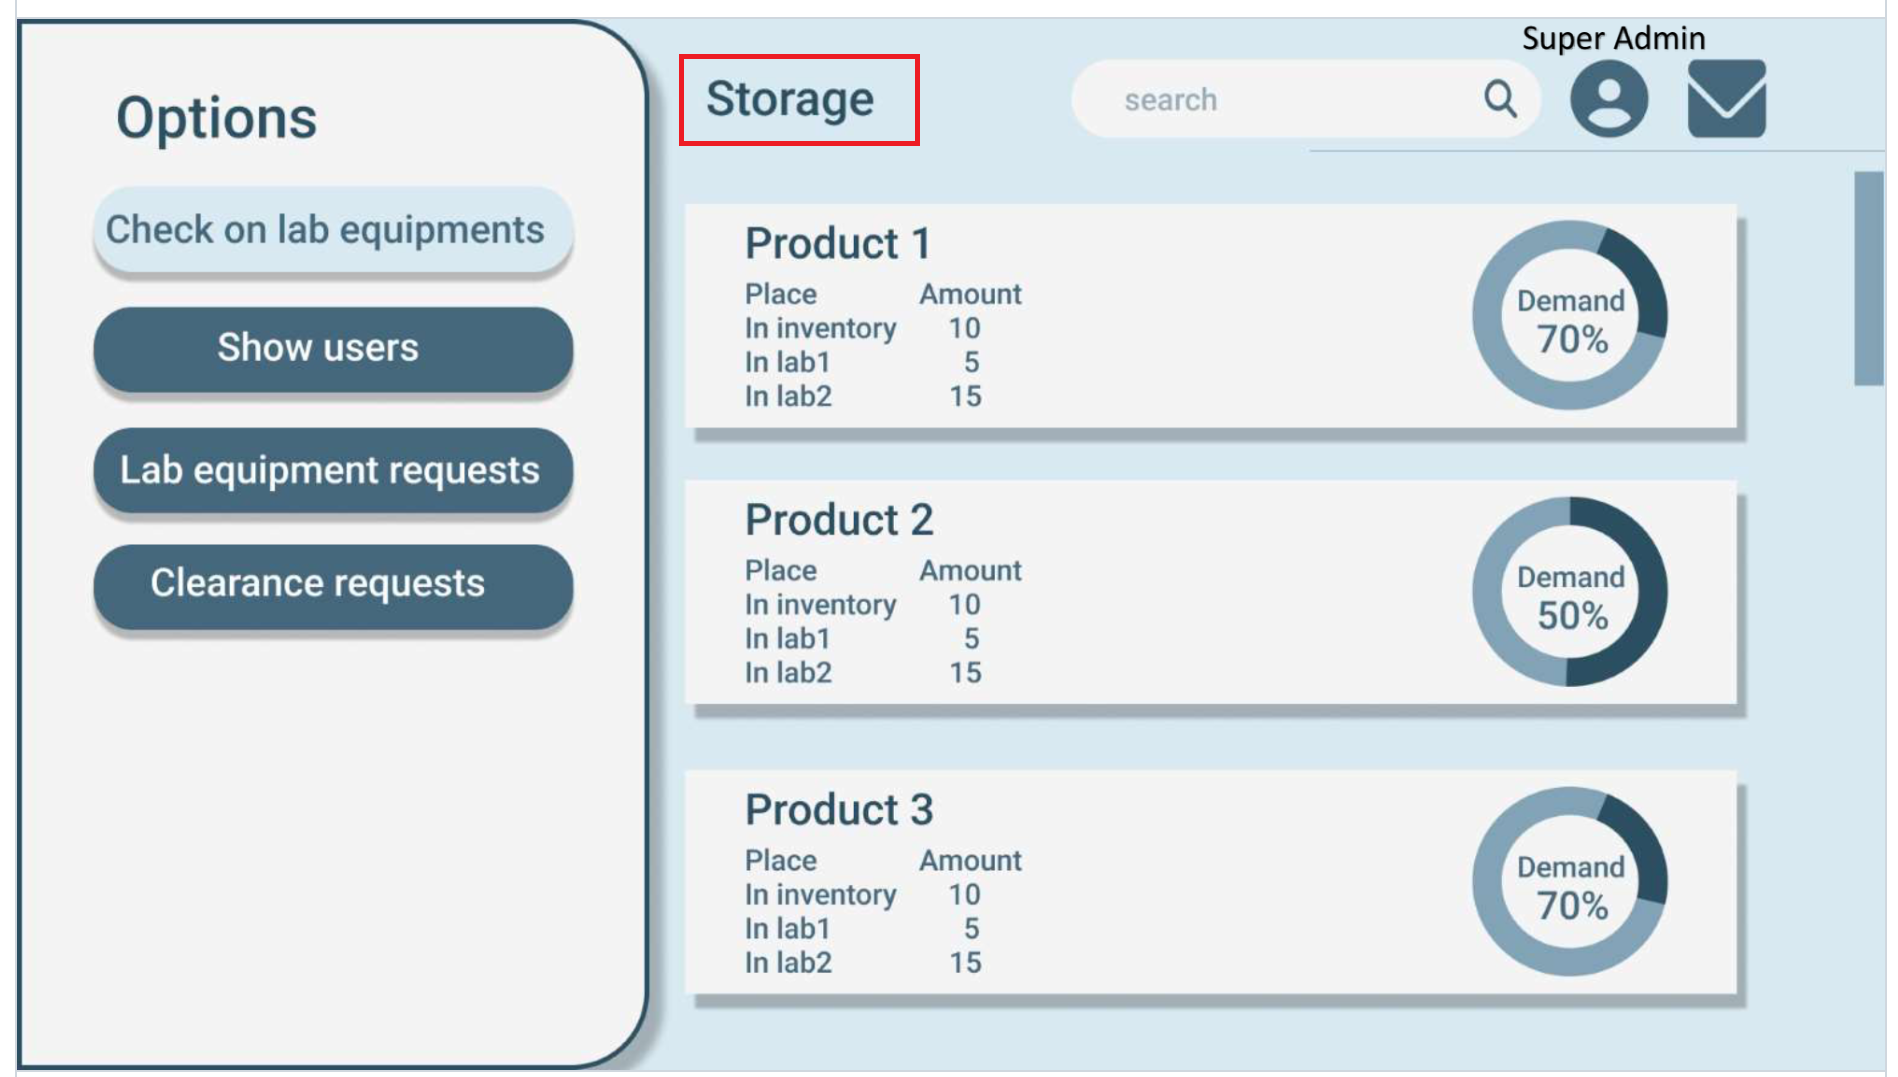 Options
Check on lab equipments
Show users
Lab equipment requests
Clearance requests
Super Admin
Storage
search
Product 1
Place Amount
In inventory 10
In lab1 5
In lab2 15
Demand
70%
Product 2
Place Amount
In inventory 10
In lab1 5
In lab2 15
Demand
50%
Product 3
Place Amount
In inventory 10
In lab1 5
In lab2 15
Demand
70%